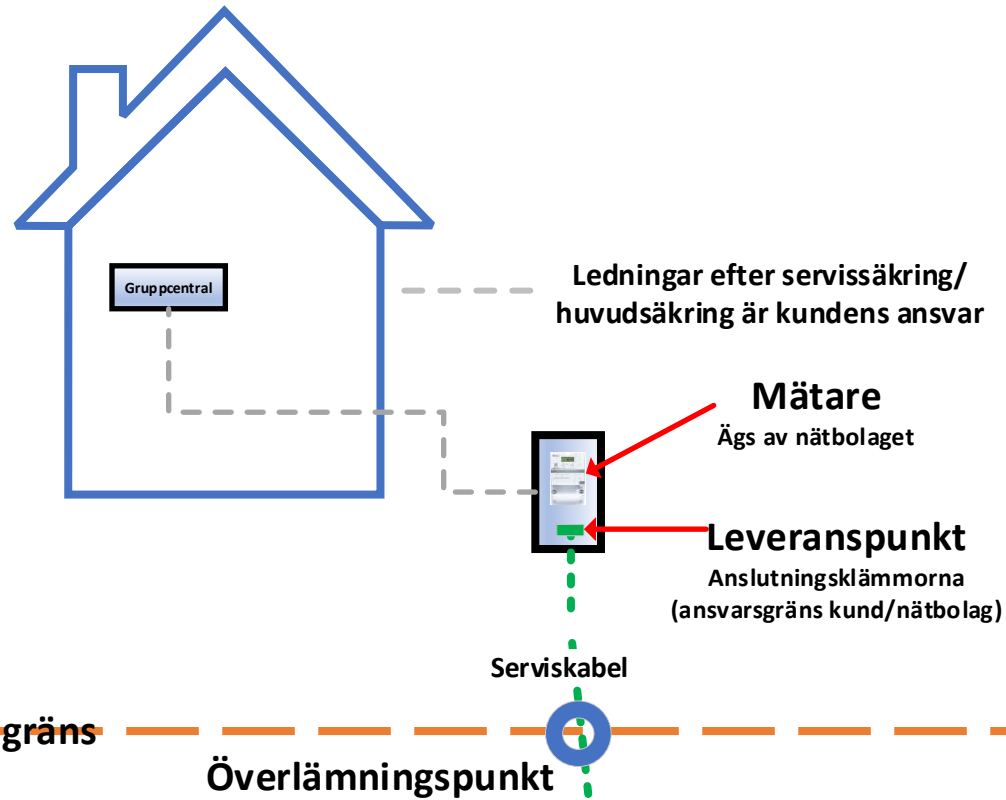 Gruppcentral
Ledningar efter servissäkring/
huvudsäkring är kundens ansvar
Mätare
Ägs av nätbolaget
Leveranspunkt
Anslutningsklämmorna
(ansvarsgräns kund/nätbolag)
Serviskabel
gräns
Överlämningspunkt